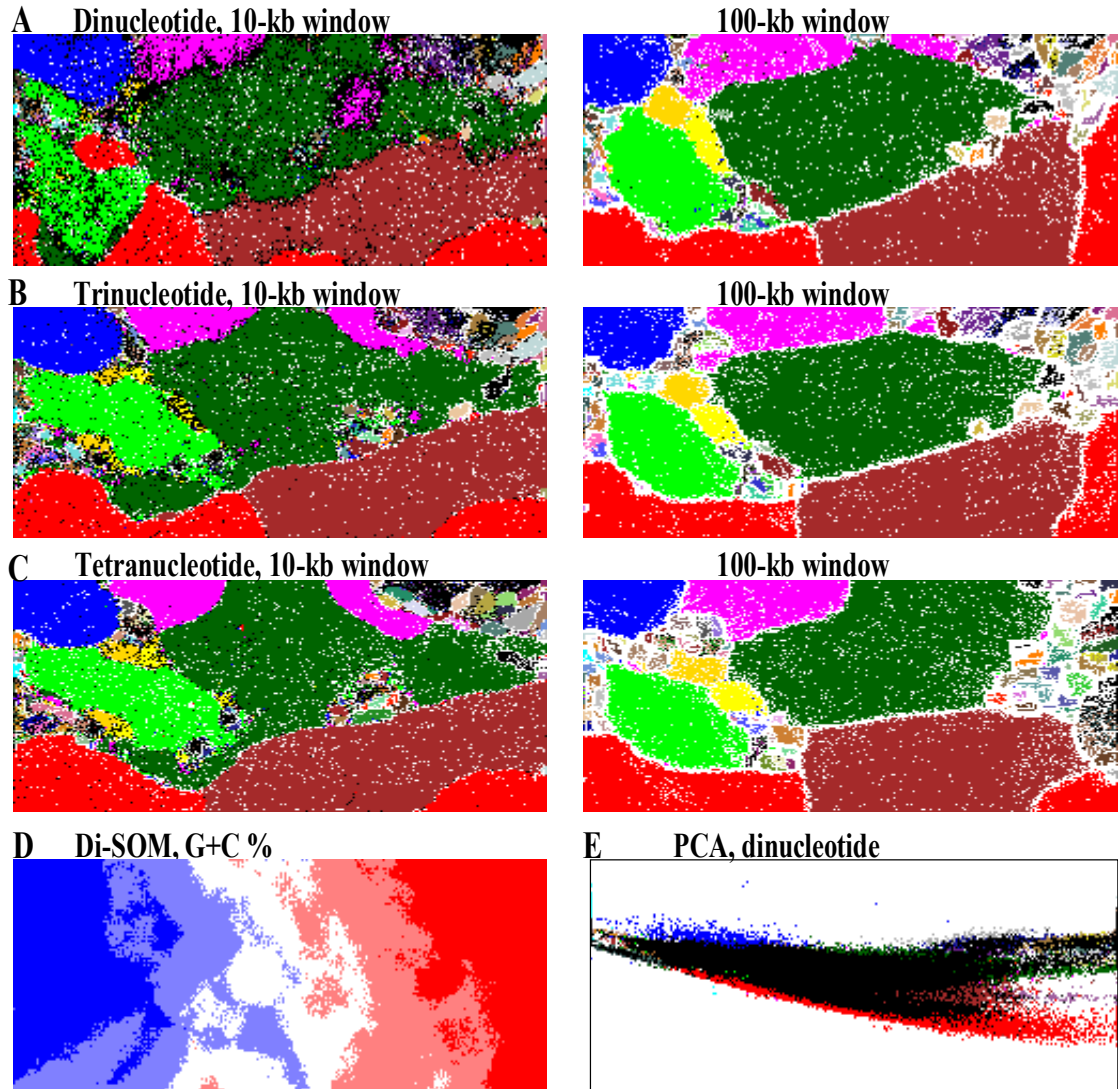 A Dinucleotide, 10-kb window 100-kb window
B Trinucleotide, 10-kb window 100-kb window
C Tetranucleotide, 10-kb window 100-kb window
D Di-SOM, G+C % E PCA, dinucleotide